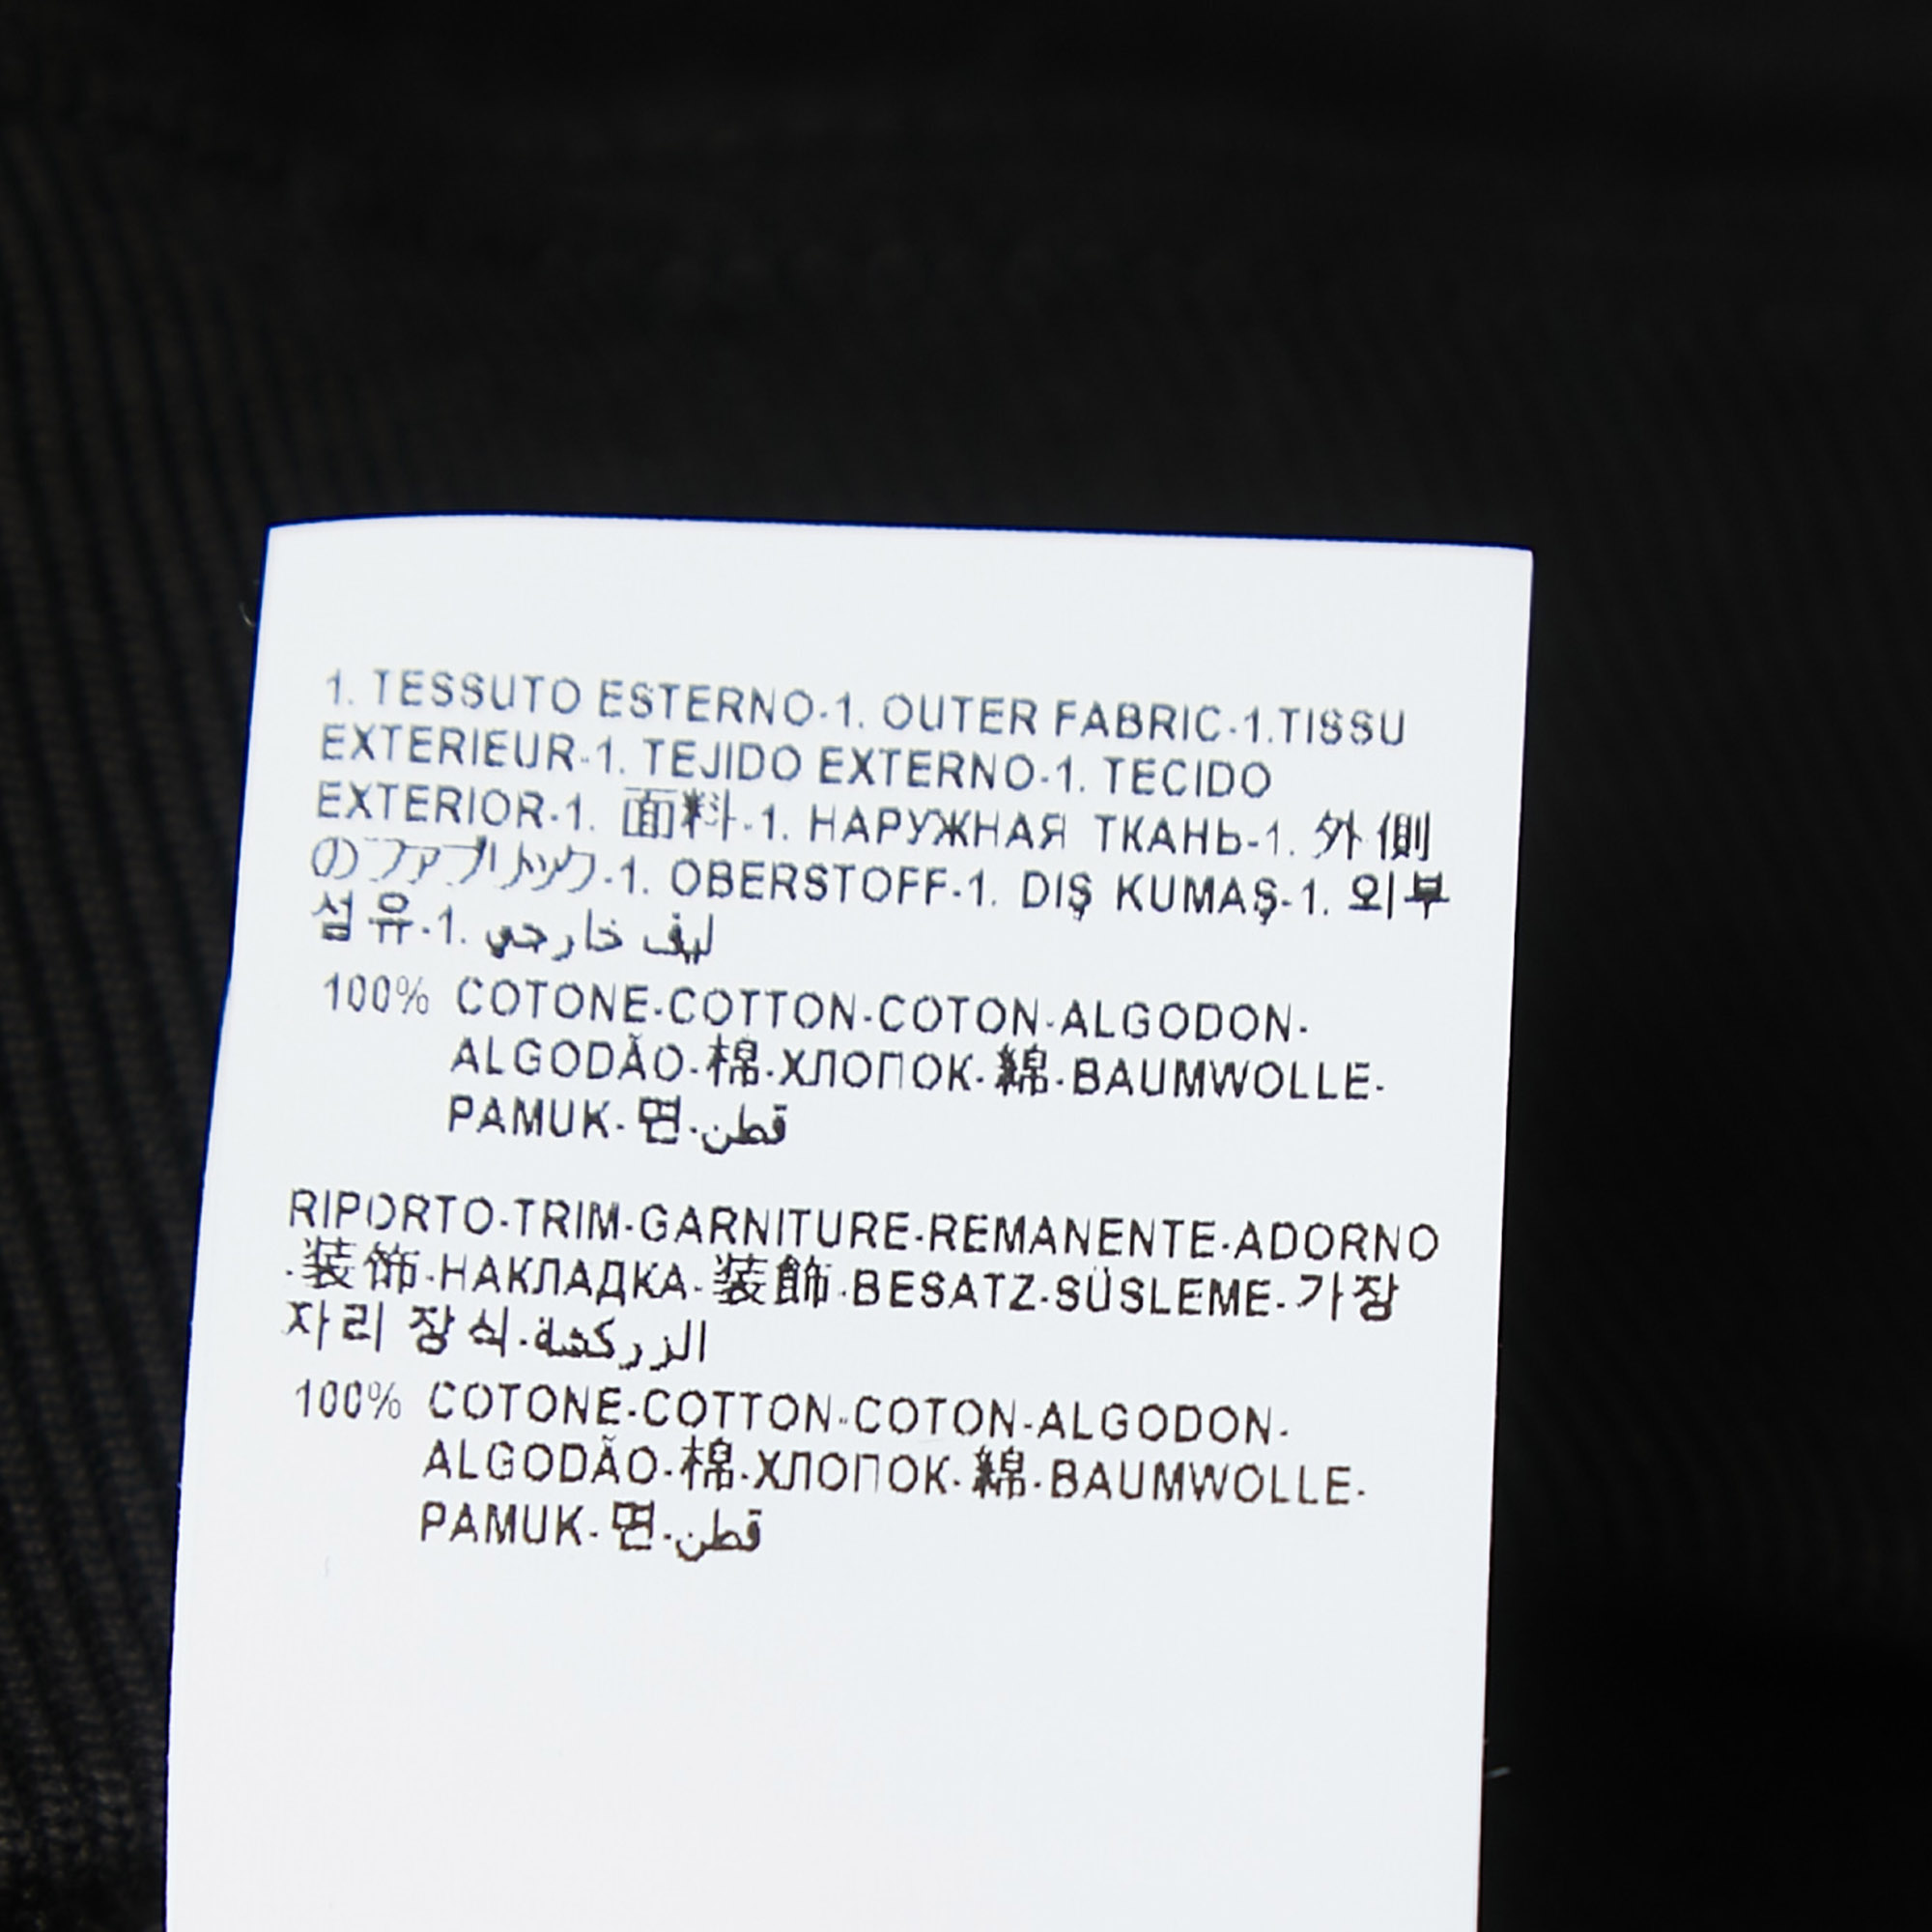 1. TESSUTO ESTERNO-1. OUTER FABRIC-1.TISSU
EXTERIEUR-1. TEJIDO EXTERNO-1. TECIDO
EXTERIOR-1. 面料-1. НАРУЖНАЯ ТКАНЬ-1. 外側
のファブリック-1. OBERSTOFF-1. DIŞ KUMAŞ-1. 외부
섬유-1. ليف خارجي
100% COTONE-COTTON-COTON-ALGODON-
ALGODÃO-棉-ХЛОПОК-綿-BAUMWOLLE-
PAMUK-면-قطن
RIPORTO-TRIM-GARNITURE-REMANENTE-ADORNO
-装饰-НАКЛАДКА-装飾-BESATZ-SÜSLEME-가장
자리 장식-الزركشة
100% COTONE-COTTON-COTON-ALGODON-
ALGODÃO-棉-ХЛОПОК-綿-BAUMWOLLE-
PAMUK-면-قطن